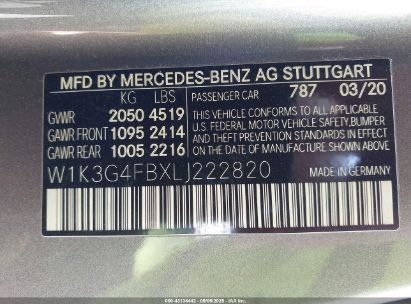 MFD BY MERCEDES-BENZ AG STUTTGART
KG LBS
PASSENGER CAR 787 03/20
GWR 2050 4519
THIS VEHICLE CONFORMS TO ALL APPLICABLE
U.S. FEDERAL MOTOR VEHICLE SAFETY,BUMPER
AND THEFT PREVENTION STANDARDS IN EFFECT
ON THE DATE OF MANUFACTURE SHOWN ABOVE.
GAWR FRONT 1095 2414
GAWR REAR 1005 2216
W1K3G4FBXLJ222820
MADE IN GERMANY